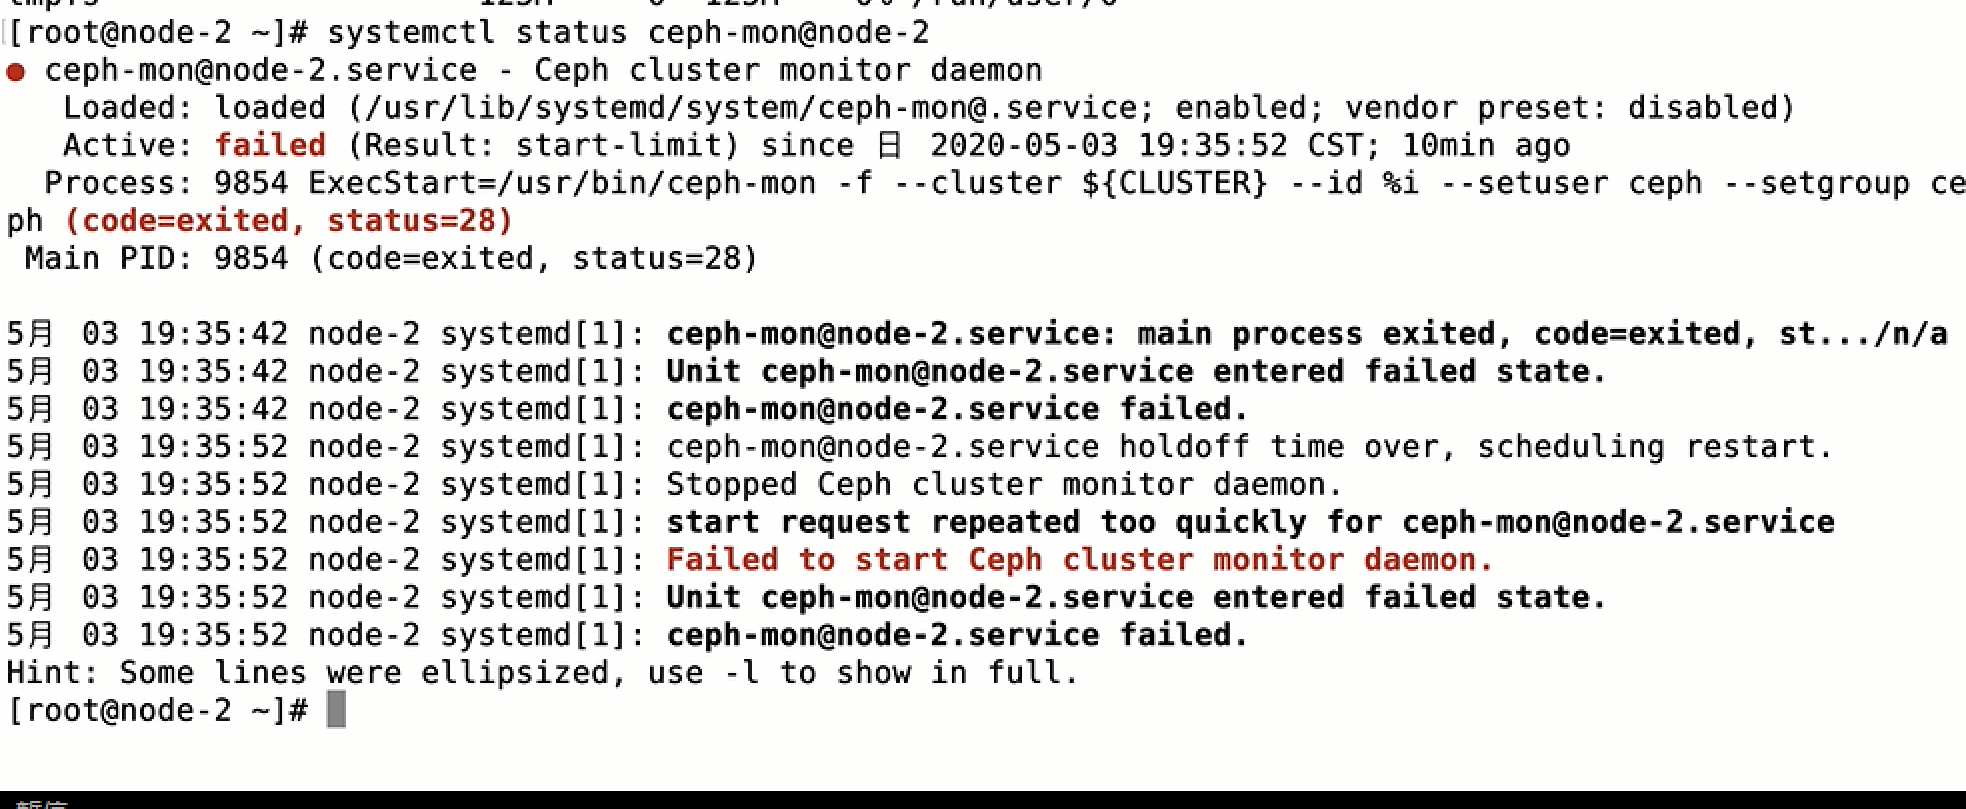 [root@node-2 ~]# systemctl status ceph-mon@node-2
● ceph-mon@node-2.service - Ceph cluster monitor daemon
   Loaded: loaded (/usr/lib/systemd/system/ceph-mon@.service; enabled; vendor preset: disabled)
   Active: failed (Result: start-limit) since 日 2020-05-03 19:35:52 CST; 10min ago
  Process: 9854 ExecStart=/usr/bin/ceph-mon -f --cluster ${CLUSTER} --id %i --setuser ceph --setgroup ce
ph (code=exited, status=28)
 Main PID: 9854 (code=exited, status=28)
5月 03 19:35:42 node-2 systemd[1]: ceph-mon@node-2.service: main process exited, code=exited, st.../n/a
5月 03 19:35:42 node-2 systemd[1]: Unit ceph-mon@node-2.service entered failed state.
5月 03 19:35:42 node-2 systemd[1]: ceph-mon@node-2.service failed.
5月 03 19:35:52 node-2 systemd[1]: ceph-mon@node-2.service holdoff time over, scheduling restart.
5月 03 19:35:52 node-2 systemd[1]: Stopped Ceph cluster monitor daemon.
5月 03 19:35:52 node-2 systemd[1]: start request repeated too quickly for ceph-mon@node-2.service
5月 03 19:35:52 node-2 systemd[1]: Failed to start Ceph cluster monitor daemon.
5月 03 19:35:52 node-2 systemd[1]: Unit ceph-mon@node-2.service entered failed state.
5月 03 19:35:52 node-2 systemd[1]: ceph-mon@node-2.service failed.
Hint: Some lines were ellipsized, use -l to show in full.
[root@node-2 ~]#